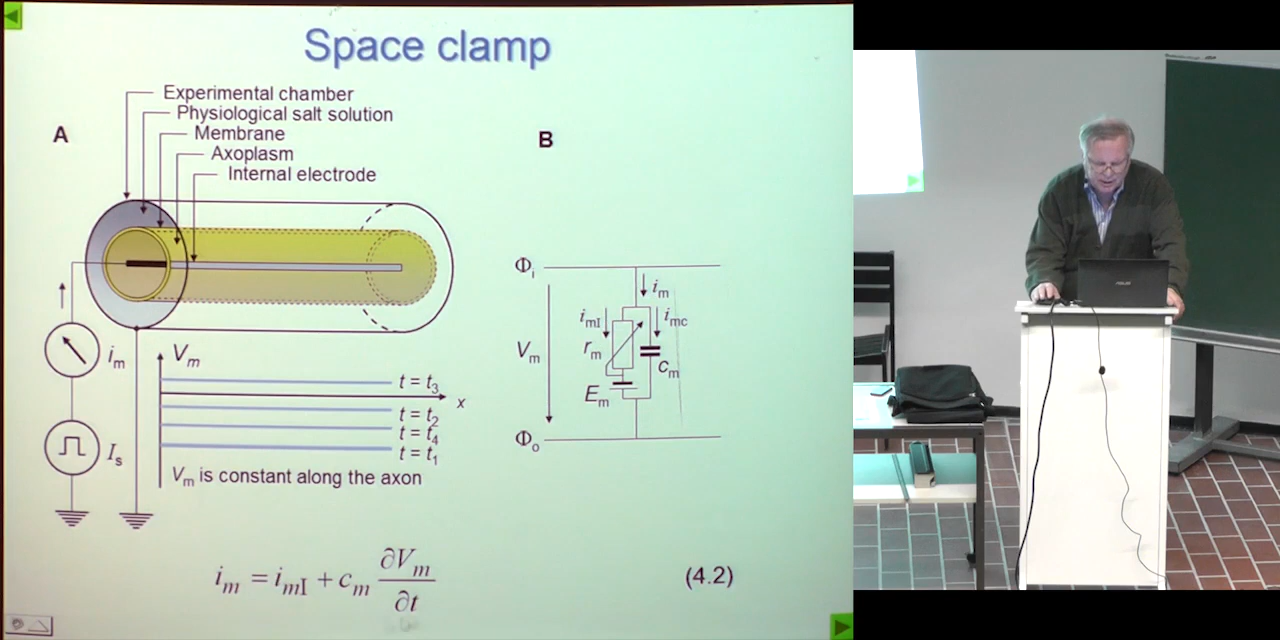 Space clamp
Experimental chamber
Physiological salt solution
Membrane
Axoplasm
Internal electrode
A
B
Φi
im
imI
imc
rm
Vm
cm
Em
Φo
im
Vm
t = t3
x
t = t2
t = t4
t = t1
Is
Vm is constant along the axon
im = imI + cm ∂Vm/∂t
(4.2)
ASUS